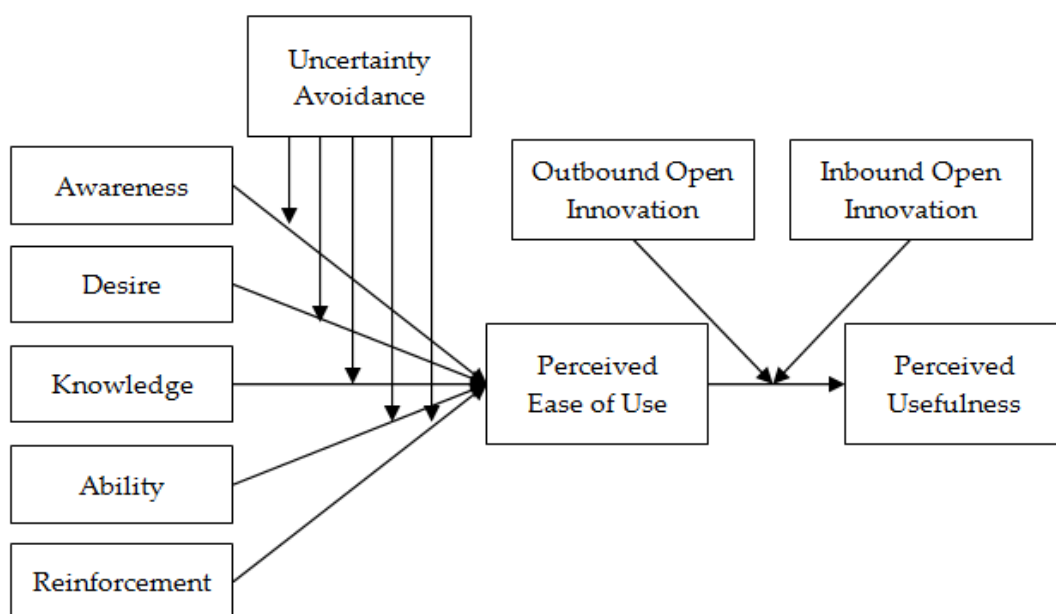 Uncertainty
Avoidance
Awareness
Desire
Knowledge
Ability
Reinforcement
Outbound Open
Innovation
Inbound Open
Innovation
Perceived
Ease of Use
Perceived
Usefulness